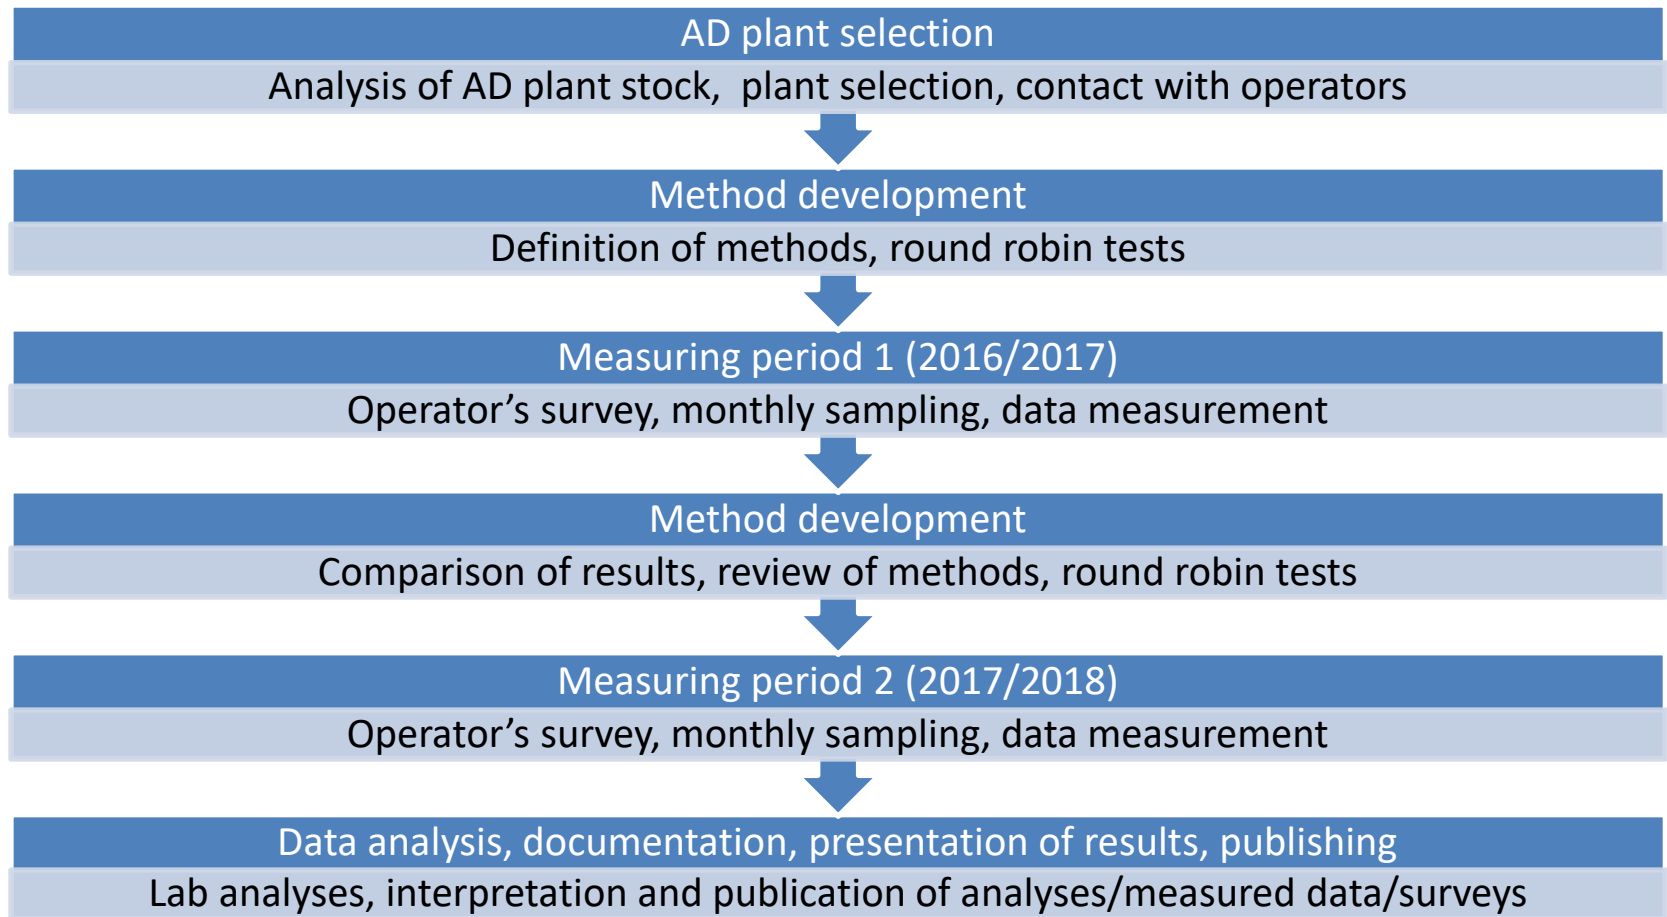 AD plant selection
Analysis of AD plant stock,  plant selection, contact with operators
Method development
Definition of methods, round robin tests
Measuring period 1 (2016/2017)
Operator’s survey, monthly sampling, data measurement
Method development
Comparison of results, review of methods, round robin tests
Measuring period 2 (2017/2018)
Operator’s survey, monthly sampling, data measurement
Data analysis, documentation, presentation of results, publishing
Lab analyses, interpretation and publication of analyses/measured data/surveys